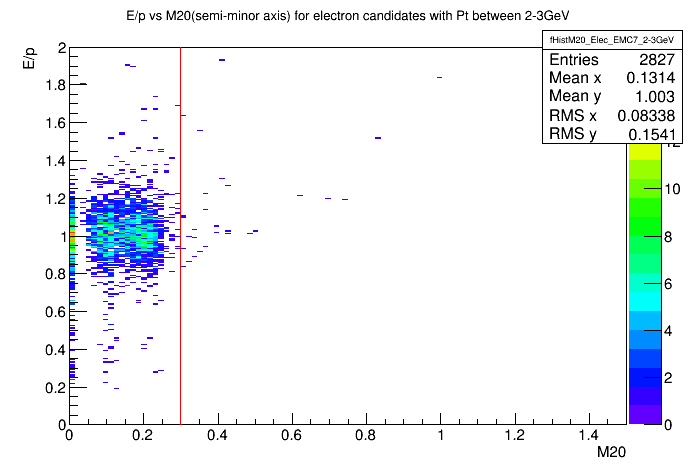 E/p vs M20(semi-minor axis) for electron candidates with Pt between 2-3GeV
fHistM20_Elec_EMC7_2-3GeV
Entries 2827
Mean x 0.1314
Mean y 1.003
RMS x 0.08338
RMS y 0.1541
E/p
2
1.8
1.6
1.4
1.2
1
0.8
0.6
0.4
0.2
0
0 0.2 0.4 0.6 0.8 1 1.2 1.4
M20
12
10
8
6
4
2
0